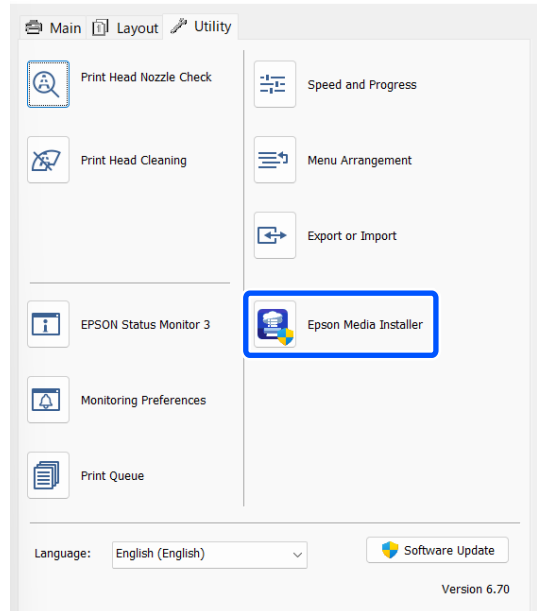 Main Layout Utility
Print Head Nozzle Check
Speed and Progress
Print Head Cleaning
Menu Arrangement
Export or Import
EPSON Status Monitor 3
Epson Media Installer
Monitoring Preferences
Print Queue
Language: English (English)
Software Update
Version 6.70